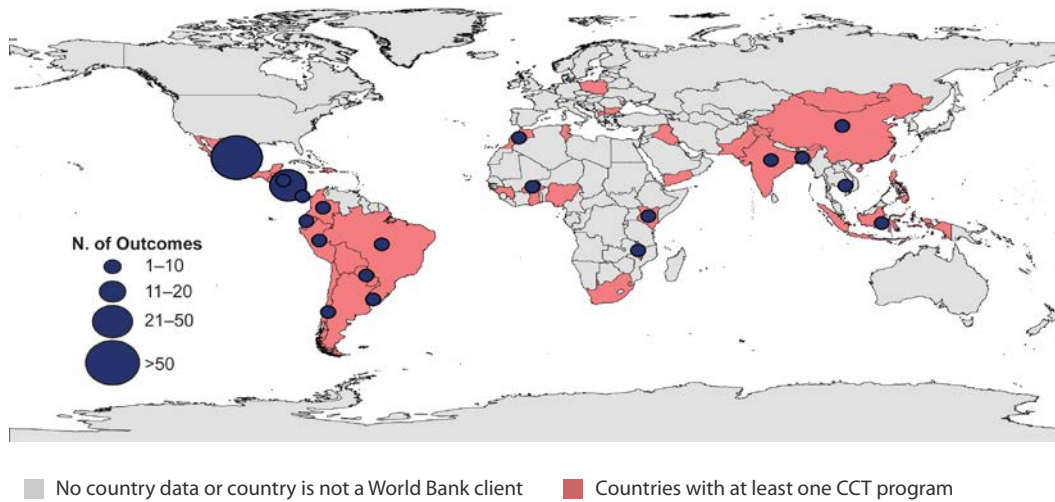 N. of Outcomes
1–10
11–20
21–50
>50
No country data or country is not a World Bank client
Countries with at least one CCT program